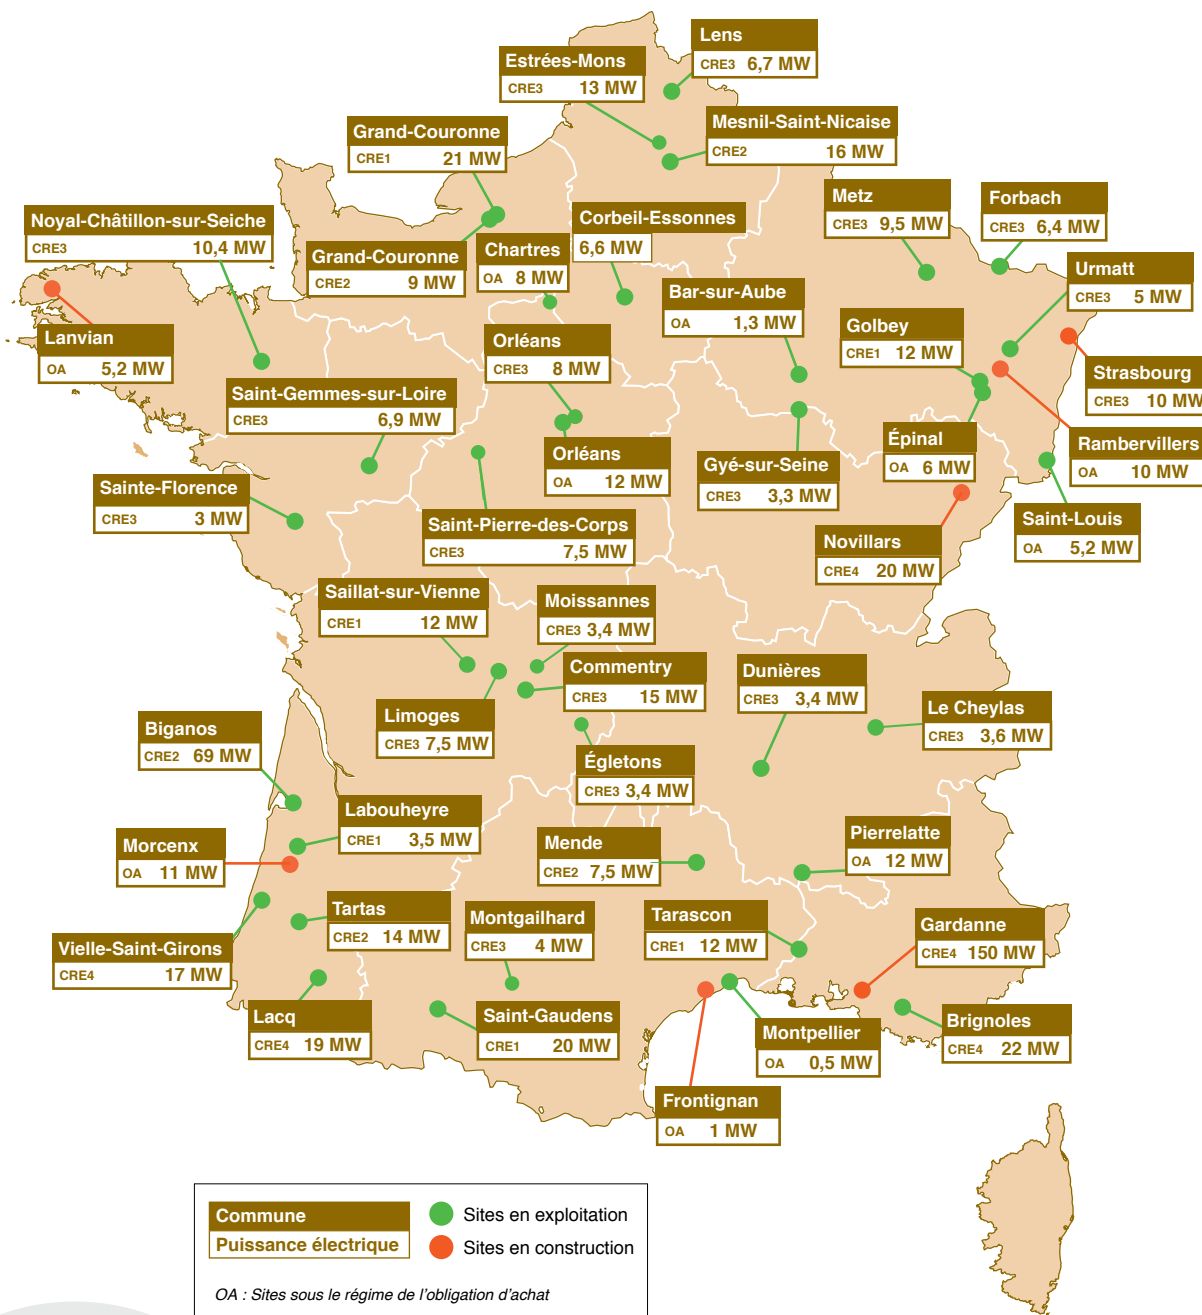 Lens
CRE3 6,7 MW
Estrées-Mons
CRE3 13 MW
Mesnil-Saint-Nicaise
CRE2 16 MW
Grand-Couronne
CRE1 21 MW
Metz
CRE3 9,5 MW
Forbach
CRE3 6,4 MW
Noyal-Châtillon-sur-Seiche
CRE3 10,4 MW
Corbeil-Essonnes
6,6 MW
Grand-Couronne
CRE2 9 MW
Chartres
OA 8 MW
Urmatt
CRE3 5 MW
Bar-sur-Aube
OA 1,3 MW
Golbey
CRE1 12 MW
Lanvian
OA 5,2 MW
Orléans
CRE3 8 MW
Strasbourg
CRE3 10 MW
Saint-Gemmes-sur-Loire
CRE3 6,9 MW
Épinal
OA 6 MW
Rambervillers
OA 10 MW
Orléans
OA 12 MW
Gyé-sur-Seine
CRE3 3,3 MW
Sainte-Florence
CRE3 3 MW
Saint-Louis
OA 5,2 MW
Saint-Pierre-des-Corps
CRE3 7,5 MW
Novillars
CRE4 20 MW
Saillat-sur-Vienne
CRE1 12 MW
Moissannes
CRE3 3,4 MW
Commentry
CRE3 15 MW
Dunières
CRE3 3,4 MW
Limoges
CRE3 7,5 MW
Le Cheylas
CRE3 3,6 MW
Biganos
CRE2 69 MW
Égletons
CRE3 3,4 MW
Labouheyre
CRE1 3,5 MW
Pierrelatte
OA 12 MW
Morcenx
OA 11 MW
Mende
CRE2 7,5 MW
Tartas
CRE2 14 MW
Montgailhard
CRE3 4 MW
Tarascon
CRE1 12 MW
Gardanne
CRE4 150 MW
Vielle-Saint-Girons
CRE4 17 MW
Lacq
CRE4 19 MW
Saint-Gaudens
CRE1 20 MW
Montpellier
OA 0,5 MW
Brignoles
CRE4 22 MW
Frontignan
OA 1 MW
Commune
Puissance électrique
Sites en exploitation
Sites en construction
OA : Sites sous le régime de l'obligation d'achat